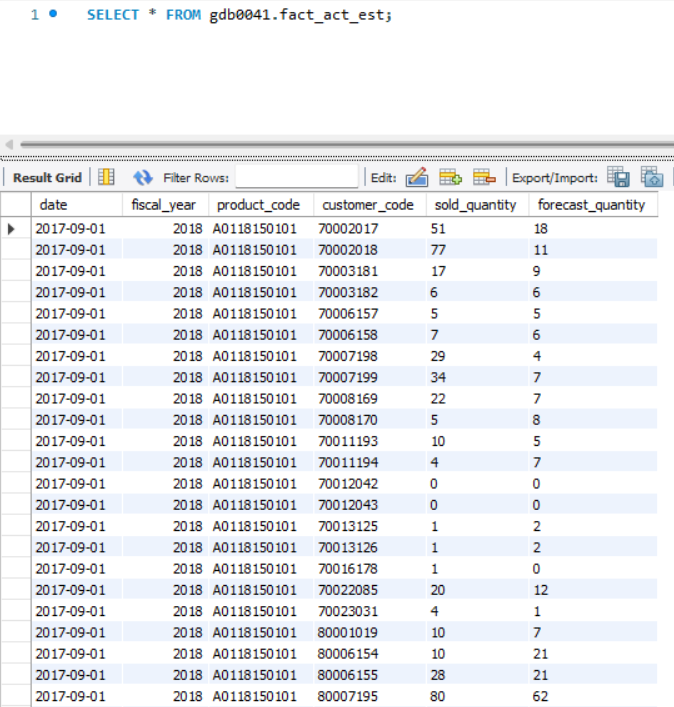 1 SELECT * FROM gdb0041.fact_act_est;
Result Grid Filter Rows: Edit: Export/Import:
date fiscal_year product_code customer_code sold_quantity forecast_quantity
2017-09-01 2018 A0118150101 70002017 51 18
2017-09-01 2018 A0118150101 70002018 77 11
2017-09-01 2018 A0118150101 70003181 17 9
2017-09-01 2018 A0118150101 70003182 6 6
2017-09-01 2018 A0118150101 70006157 5 5
2017-09-01 2018 A0118150101 70006158 7 6
2017-09-01 2018 A0118150101 70007198 29 4
2017-09-01 2018 A0118150101 70007199 34 7
2017-09-01 2018 A0118150101 70008169 22 7
2017-09-01 2018 A0118150101 70008170 5 8
2017-09-01 2018 A0118150101 70011193 10 5
2017-09-01 2018 A0118150101 70011194 4 7
2017-09-01 2018 A0118150101 70012042 0 0
2017-09-01 2018 A0118150101 70012043 0 0
2017-09-01 2018 A0118150101 70013125 1 2
2017-09-01 2018 A0118150101 70013126 1 2
2017-09-01 2018 A0118150101 70016178 1 0
2017-09-01 2018 A0118150101 70022085 20 12
2017-09-01 2018 A0118150101 70023031 4 1
2017-09-01 2018 A0118150101 80001019 10 7
2017-09-01 2018 A0118150101 80006154 10 21
2017-09-01 2018 A0118150101 80006155 28 21
2017-09-01 2018 A0118150101 80007195 80 62